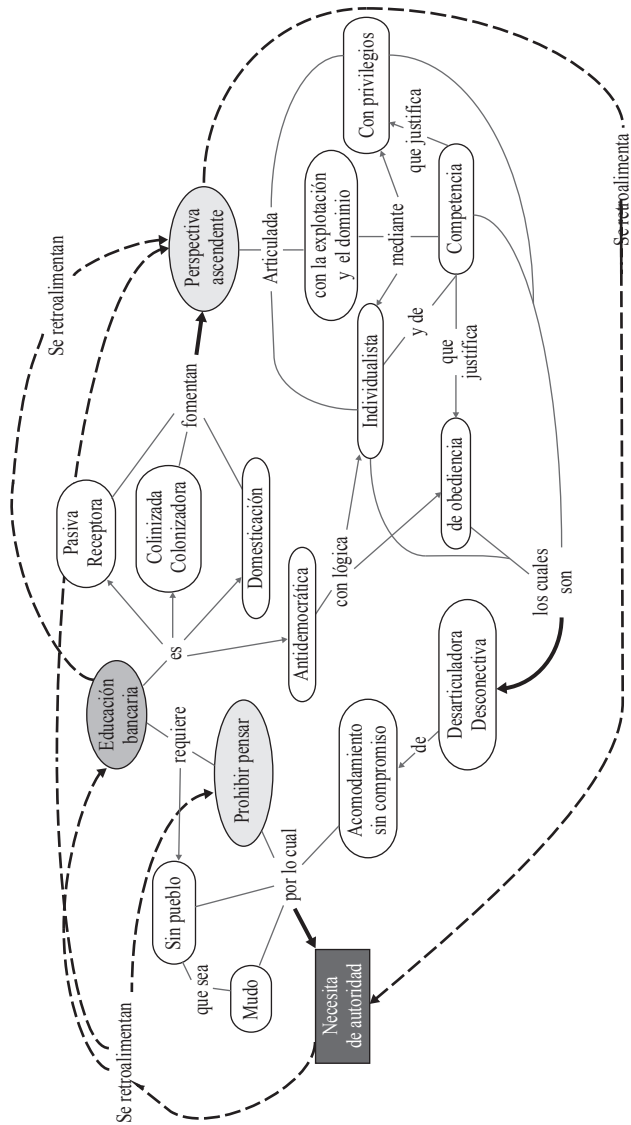 Se retroalimentan
Se retroalimentan
Educación
bancaria
requiere
Sin pueblo
que sea
Mudo
Prohibir pensar
por lo cual
Necesita
de autoridad
es
Pasiva
Receptora
Colinizada
Colonizadora
Domesticación
Antidemocrática
fomentan
Perspectiva
ascendente
Articulada
con la explotación
y el dominio
Con privilegios
mediante
que justifica
Individualista
y de
Competencia
que
justifica
con lógica
de obediencia
los cuales
son
Desarticuladora
Desconectiva
de
Acomodamiento
sin compromiso
Se retroalimenta